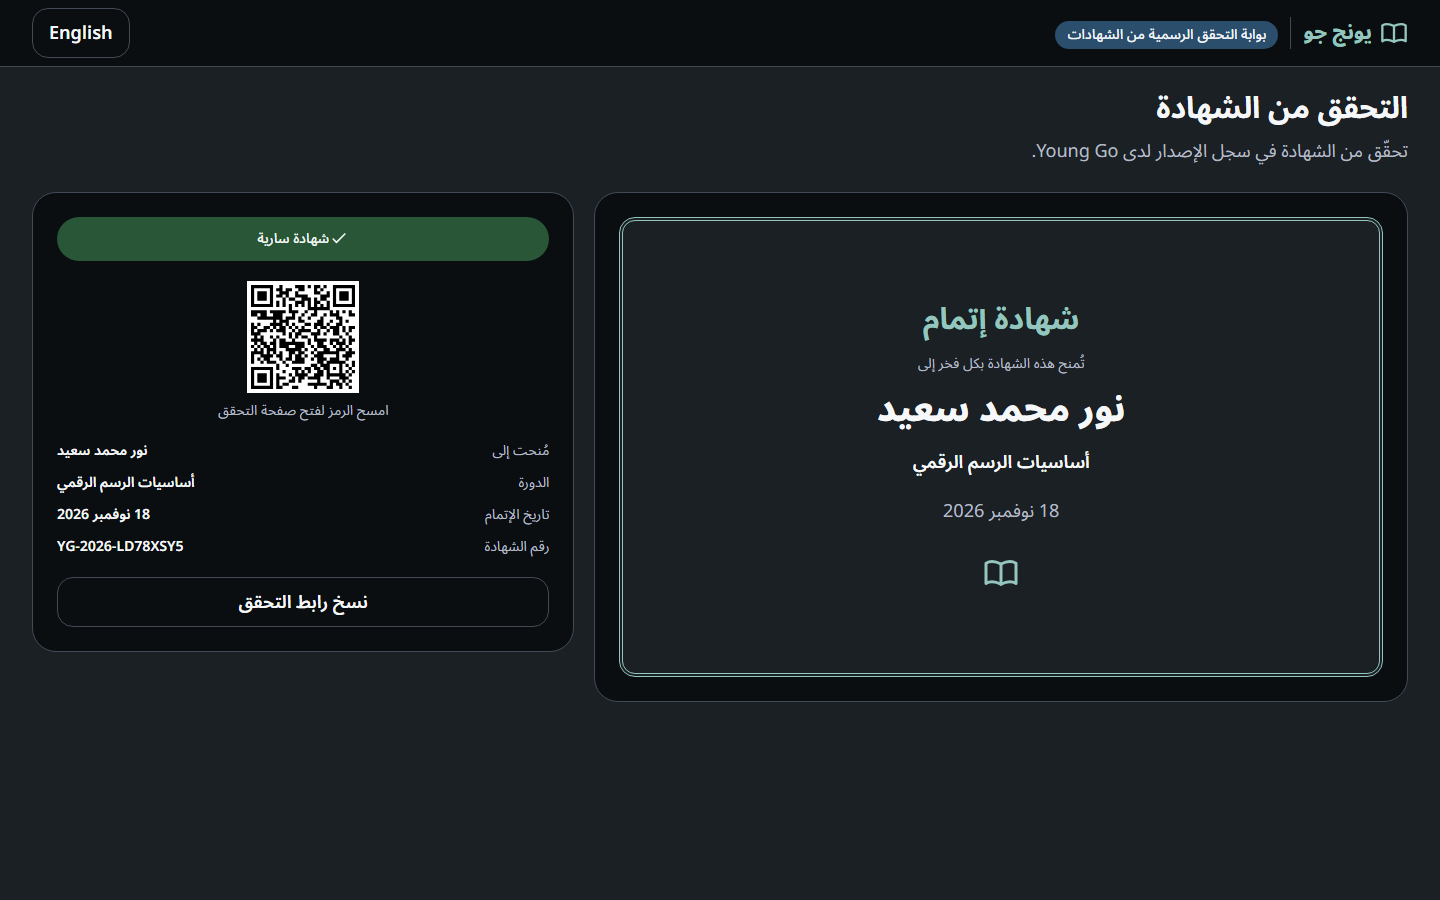 يونج جو
بوابة التحقق الرسمية من الشهادات
English
التحقق من الشهادة
تحقّق من الشهادة في سجل الإصدار لدى Young Go.
شهادة إتمام
تُمنح هذه الشهادة بكل فخر إلى
نور محمد سعيد
أساسيات الرسم الرقمي
18 نوفمبر 2026
شهادة سارية
امسح الرمز لفتح صفحة التحقق
مُنحت إلى نور محمد سعيد
الدورة أساسيات الرسم الرقمي
تاريخ الإتمام 18 نوفمبر 2026
رقم الشهادة YG-2026-LD78XSY5
نسخ رابط التحقق